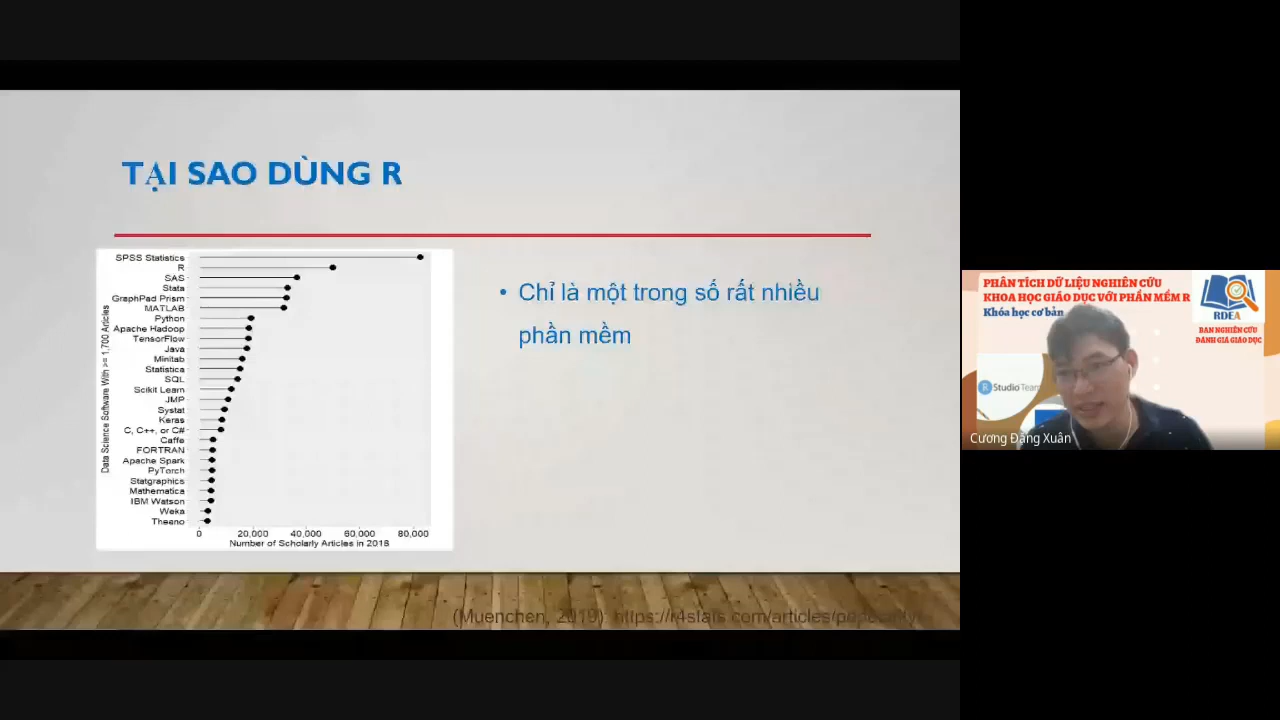 TẠI SAO DÙNG R
SPSS Statistics
R
SAS
Stata
GraphPad Prism
MATLAB
Python
Apache Hadoop
TensorFlow
Java
Minitab
Statistica
SQL
Scikit Learn
JMP
Systat
Keras
C, C++, or C#
Caffe
FORTRAN
Apache Spark
PyTorch
Statgraphics
Mathematica
IBM Watson
Weka
Theano
Data Science Software With >= 1,700 Articles
0 20,000 40,000 60,000 80,000
Number of Scholarly Articles in 2018
• Chỉ là một trong số rất nhiều
phần mềm
(Muenchen, 2019): https://r4stats.com/articles/popularity/
PHÂN TÍCH DỮ LIỆU NGHIÊN CỨU
KHOA HỌC GIÁO DỤC VỚI PHẦN MỀM R
Khóa học cơ bản
RDEA
BAN NGHIÊN CỨU
ĐÁNH GIÁ GIÁO DỤC
R Studio Team
Cương Đặng Xuân